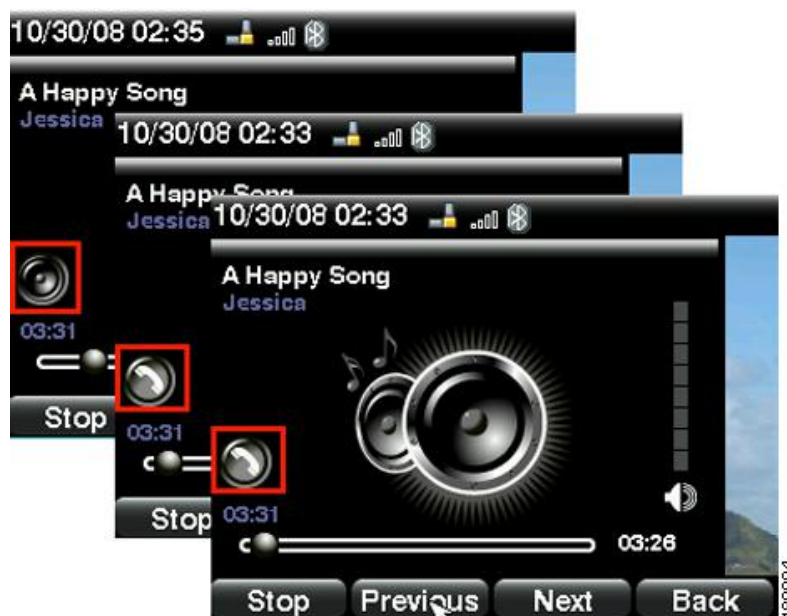 10/30/08 02:35
A Happy Song
Jessica
03:31
Stop
10/30/08 02:33
A Happy Song
Jessica
03:31
Stop
10/30/08 02:33
A Happy Song
Jessica
03:31
03:26
Stop Previous Next Back